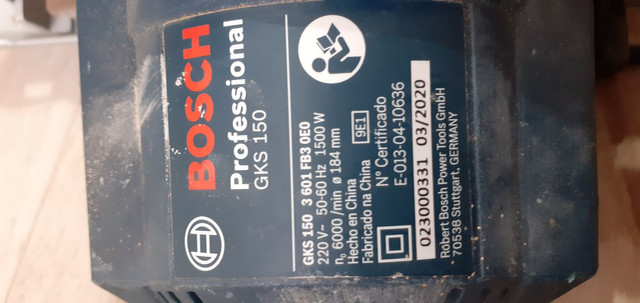 BOSCH
Professional
GKS 150
GKS 150 3 601 FB3 0E0
220 V~ 50-60 Hz 1500 W
n₀ 6000 /min ø 184 mm
Hecho en China
Fabricado na China
9E1
N° Certificado
E-013-04-10636
023000331 03/2020
Robert Bosch Power Tools GmbH
70538 Stuttgart, GERMANY